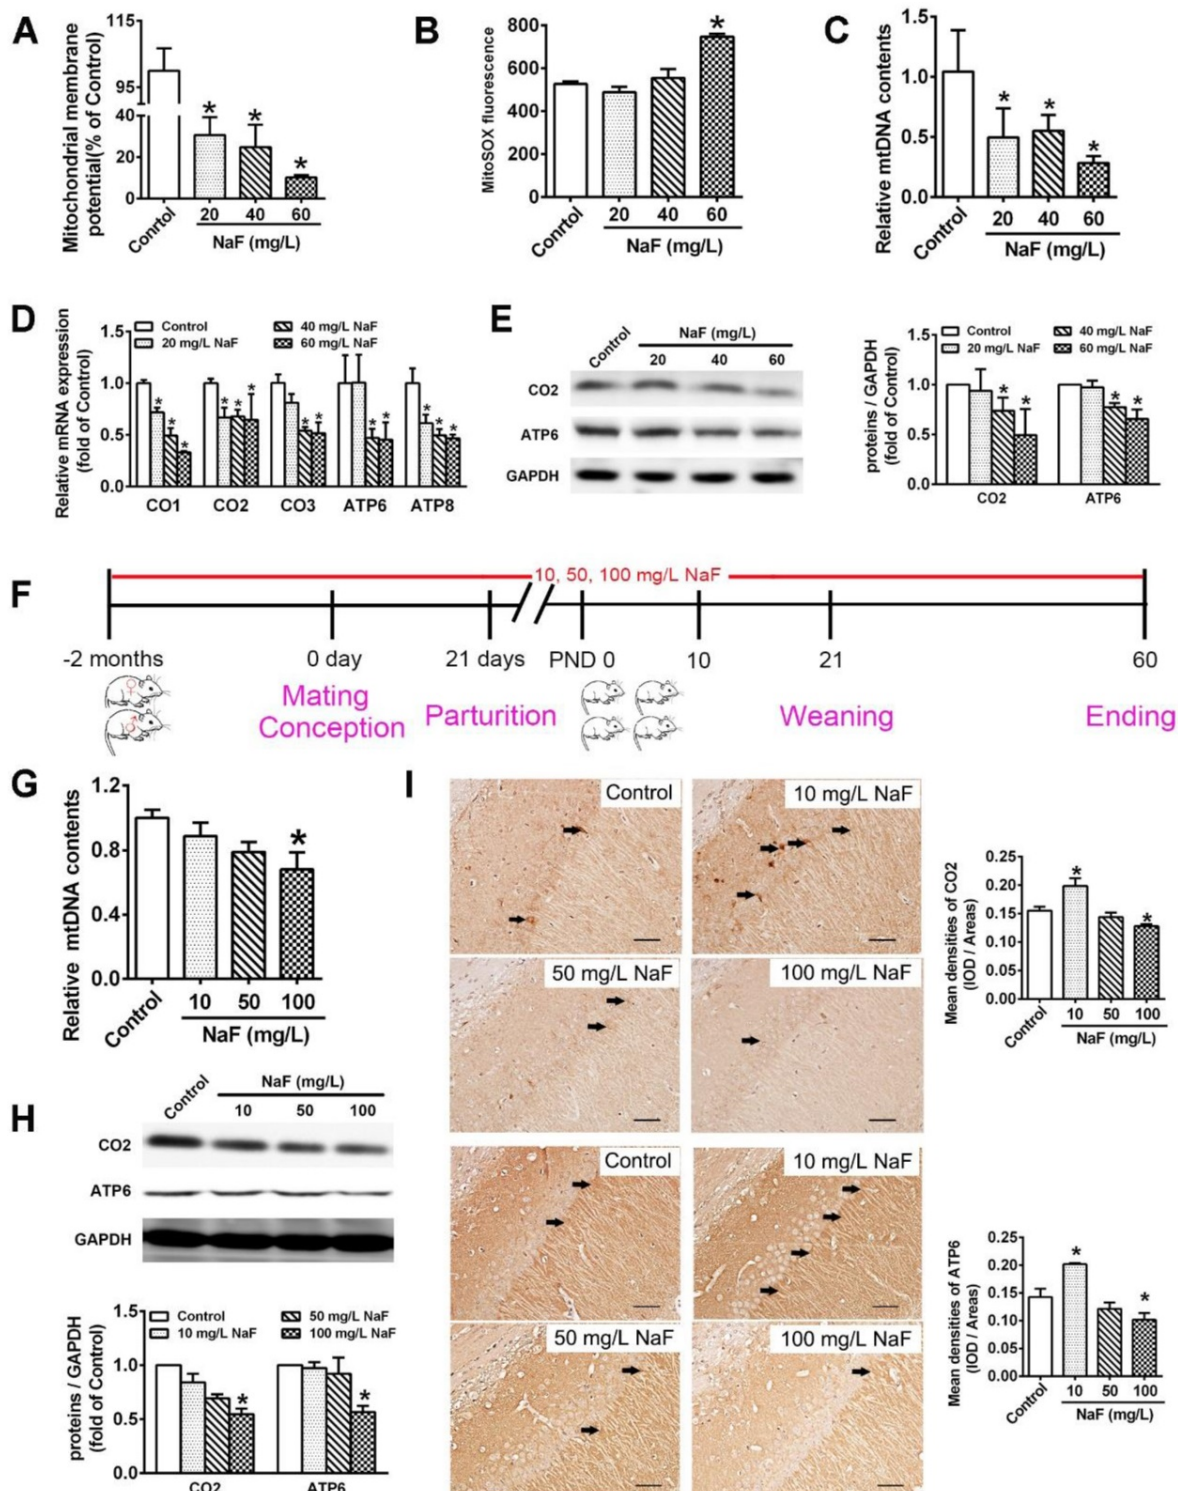 A
Mitochondrial membrane
potential(% of Control)
115
95
40
20
0
Conrtol
20 40 60
NaF (mg/L)
B
MitoSOX fluorescence
800
600
400
200
0
Conrtol
20 40 60
NaF (mg/L)
C
Relative mtDNA contents
1.5
1.0
0.5
0.0
Control
20 40 60
NaF (mg/L)
* * * * * * *
D
Relative mRNA expression
(fold of Control)
Control 40 mg/L NaF
20 mg/L NaF 60 mg/L NaF
1.5
1.0
0.5
0.0
* * * * * * * * * * * * *
CO1 CO2 CO3 ATP6 ATP8
E
Control
NaF (mg/L)
20 40 60
CO2
ATP6
GAPDH
proteins / GAPDH
(fold of Control)
Control 40 mg/L NaF
20 mg/L NaF 60 mg/L NaF
1.5
1.0
0.5
0.0
* * * *
CO2 ATP6
F
10, 50, 100 mg/L NaF
-2 months 0 day 21 days PND 0 10 21 60
Mating
Conception Parturition Weaning Ending
G
Relative mtDNA contents
1.2
0.8
0.4
0.0
*
Control
10 50 100
NaF (mg/L)
H
Control
NaF (mg/L)
10 50 100
CO2
ATP6
GAPDH
proteins / GAPDH
(fold of Control)
Control 50 mg/L NaF
10 mg/L NaF 100 mg/L NaF
1.5
1.0
0.5
0.0
* *
CO2 ATP6
I
Control 10 mg/L NaF
50 mg/L NaF 100 mg/L NaF
Mean densities of CO2
(IOD / Areas)
0.25
0.20
0.15
0.10
0.05
0.00
* *
Control
10 50 100
NaF (mg/L)
Control 10 mg/L NaF
50 mg/L NaF 100 mg/L NaF
Mean densities of ATP6
(IOD / Areas)
0.25
0.20
0.15
0.10
0.05
0.00
* *
Control
10 50 100
NaF (mg/L)